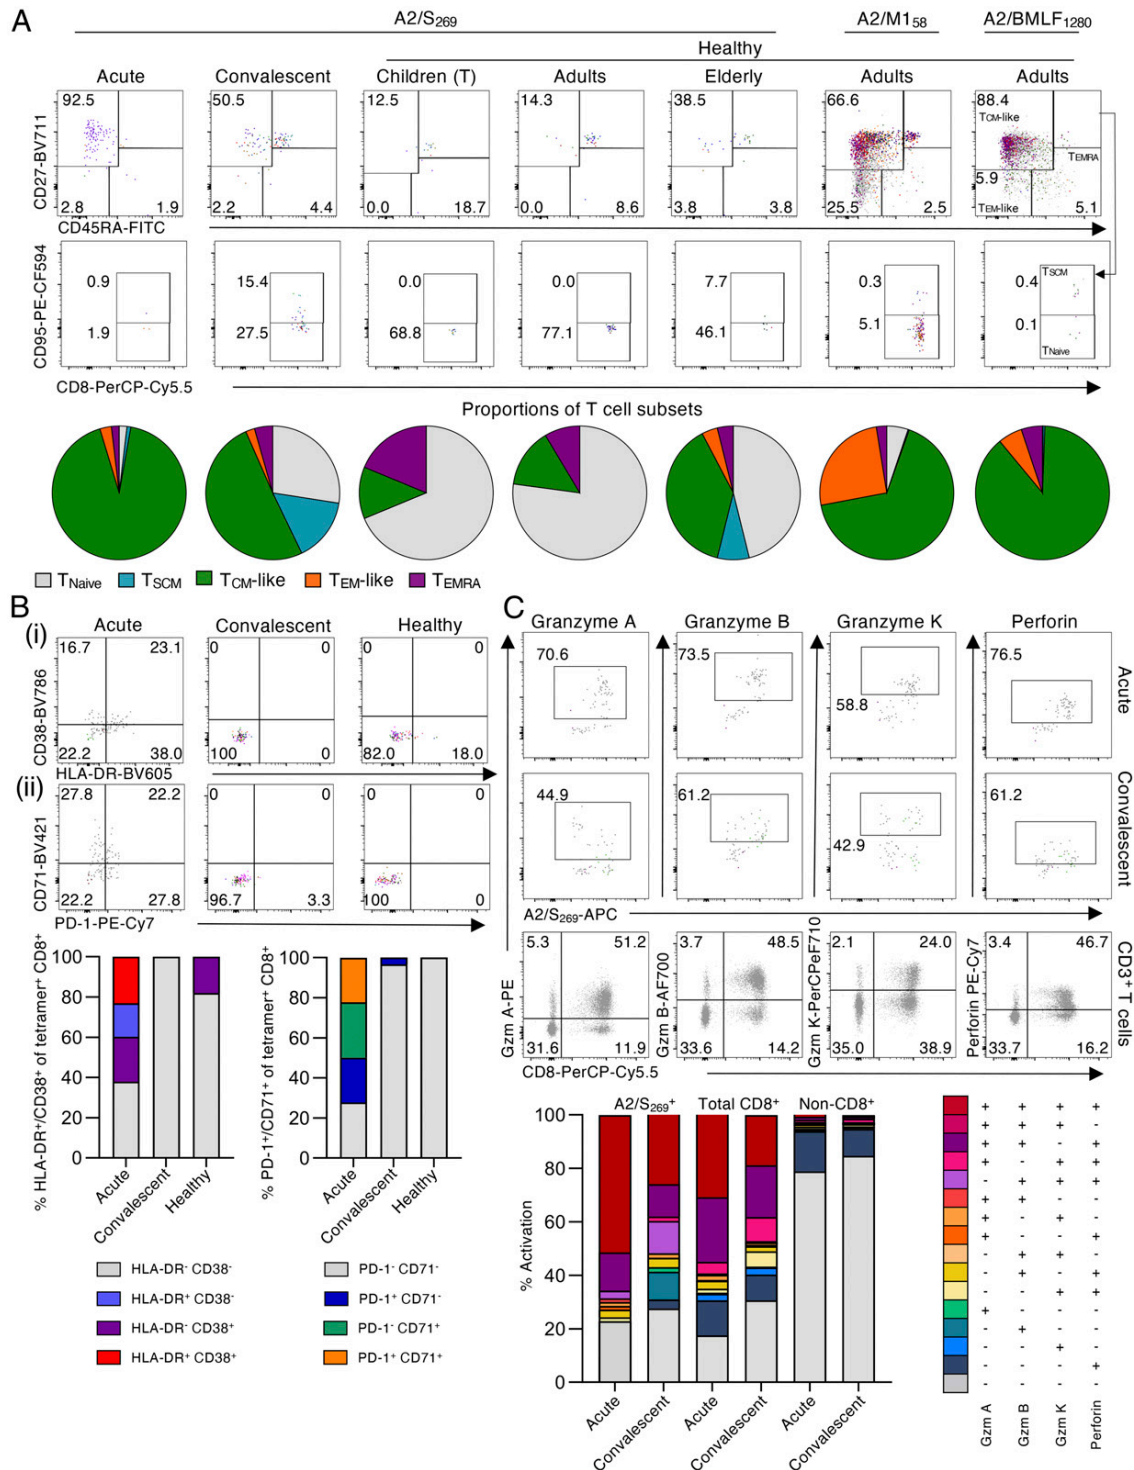 A
A2/S269 A2/M158 A2/BMLF1280
Healthy
Acute Convalescent Children (T) Adults Elderly Adults Adults
CD27-BV711
92.5 50.5 12.5 14.3 38.5 66.6 88.4
TCM-like
TEMRA
5.9
TEM-like
2.8 1.9 2.2 4.4 0.0 18.7 0.0 8.6 3.8 3.8 25.5 2.5 5.1
CD45RA-FITC
CD95-PE-CF594
0.9 15.4 0.0 0.0 7.7 0.3 0.4 TSCM
1.9 27.5 68.8 77.1 46.1 5.1 0.1 TNaive
CD8-PerCP-Cy5.5
Proportions of T cell subsets
TNaive TSCM TCM-like TEM-like TEMRA
B
(i)
Acute Convalescent Healthy
CD38-BV786
16.7 23.1 0 0 0 0
22.2 38.0 100 0 82.0 18.0
HLA-DR-BV605
(ii)
CD71-BV421
27.8 22.2 0 0 0 0
22.2 27.8 96.7 3.3 100 0
PD-1-PE-Cy7
% HLA-DR+/CD38+ of tetramer+ CD8+
100
80
60
40
20
0
Acute Convalescent Healthy
% PD-1+/CD71+ of tetramer+ CD8+
100
80
60
40
20
0
Acute Convalescent Healthy
HLA-DR- CD38-
HLA-DR+ CD38-
HLA-DR- CD38+
HLA-DR+ CD38+
PD-1- CD71-
PD-1+ CD71-
PD-1- CD71+
PD-1+ CD71+
C
Granzyme A Granzyme B Granzyme K Perforin
70.6 73.5 58.8 76.5
Acute
44.9 61.2 42.9 61.2
Convalescent
A2/S269-APC
Gzm A-PE
5.3 51.2
31.6 11.9
Gzm B-AF700
3.7 48.5
33.6 14.2
Gzm K-PerCPeF710
2.1 24.0
35.0 38.9
Perforin PE-Cy7
3.4 46.7
33.7 16.2
CD3+ T cells
CD8-PerCP-Cy5.5
A2/S269+ Total CD8+ Non-CD8+
% Activation
100
80
60
40
20
0
Acute Convalescent Acute Convalescent Acute Convalescent
+ + + +
+ + + -
+ + - +
+ - + +
- + + +
+ + - -
+ - + -
+ - - +
- + + -
- + - +
- - + +
+ - - -
- + - -
- - + -
- - - +
- - - -
Gzm A Gzm B Gzm K Perforin